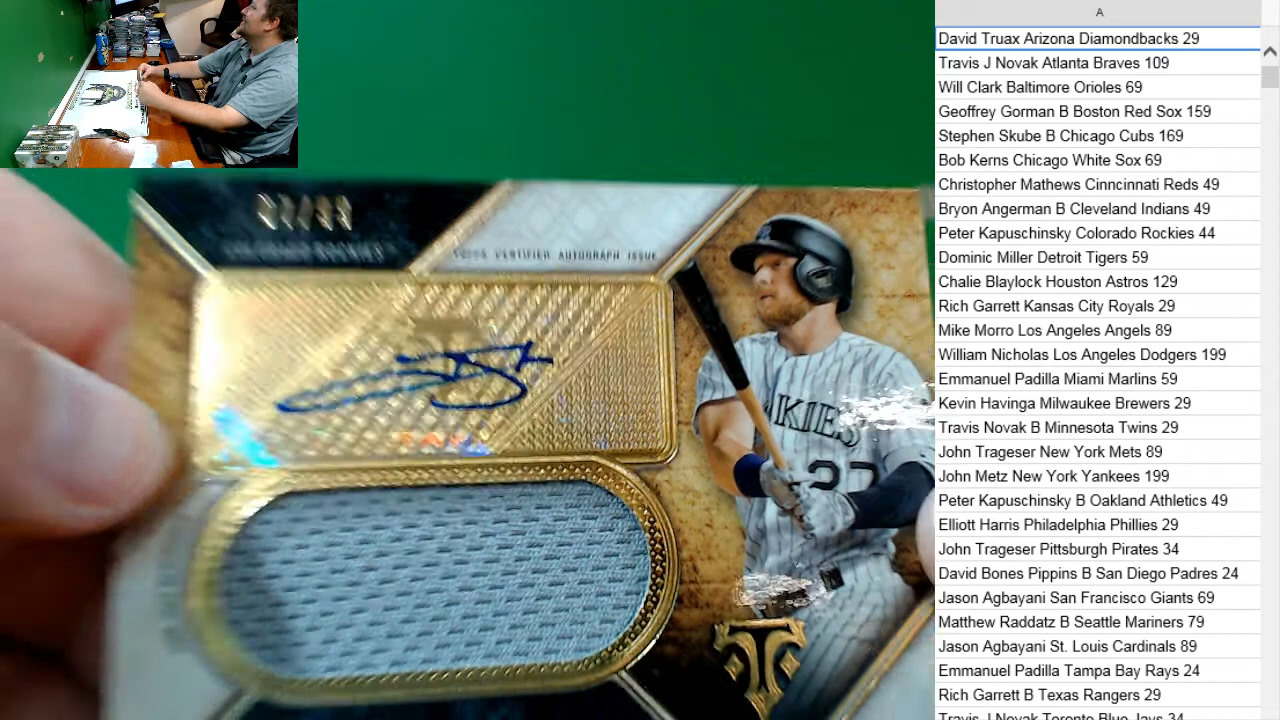 A
David Truax Arizona Diamondbacks 29
Travis J Novak Atlanta Braves 109
Will Clark Baltimore Orioles 69
Geoffrey Gorman B Boston Red Sox 159
Stephen Skube B Chicago Cubs 169
Bob Kerns Chicago White Sox 69
Christopher Mathews Cinncinnati Reds 49
Bryon Angerman B Cleveland Indians 49
Peter Kapuschinsky Colorado Rockies 44
Dominic Miller Detroit Tigers 59
Chalie Blaylock Houston Astros 129
Rich Garrett Kansas City Royals 29
Mike Morro Los Angeles Angels 89
William Nicholas Los Angeles Dodgers 199
Emmanuel Padilla Miami Marlins 59
Kevin Havinga Milwaukee Brewers 29
Travis Novak B Minnesota Twins 29
John Trageser New York Mets 89
John Metz New York Yankees 199
Peter Kapuschinsky B Oakland Athletics 49
Elliott Harris Philadelphia Phillies 29
John Trageser Pittsburgh Pirates 34
David Bones Pippins B San Diego Padres 24
Jason Agbayani San Francisco Giants 69
Matthew Raddatz B Seattle Mariners 79
Jason Agbayani St. Louis Cardinals 89
Emmanuel Padilla Tampa Bay Rays 24
Rich Garrett B Texas Rangers 29
Travis J Novak Toronto Blue Jays 34
TOPPS CERTIFIED AUTOGRAPH ISSUE
KIES
27